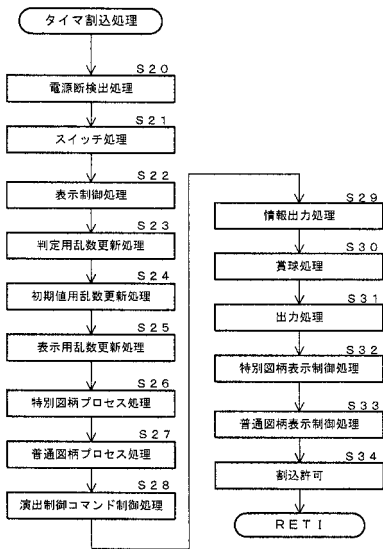 タイマ割込処理
S20
電源断検出処理
S21
スイッチ処理
S22
表示制御処理
S23
判定用乱数更新処理
S24
初期値用乱数更新処理
S25
表示用乱数更新処理
S26
特別図柄プロセス処理
S27
普通図柄プロセス処理
S28
演出制御コマンド制御処理
S29
情報出力処理
S30
賞球処理
S31
出力処理
S32
特別図柄表示制御処理
S33
普通図柄表示制御処理
S34
割込許可
RETI